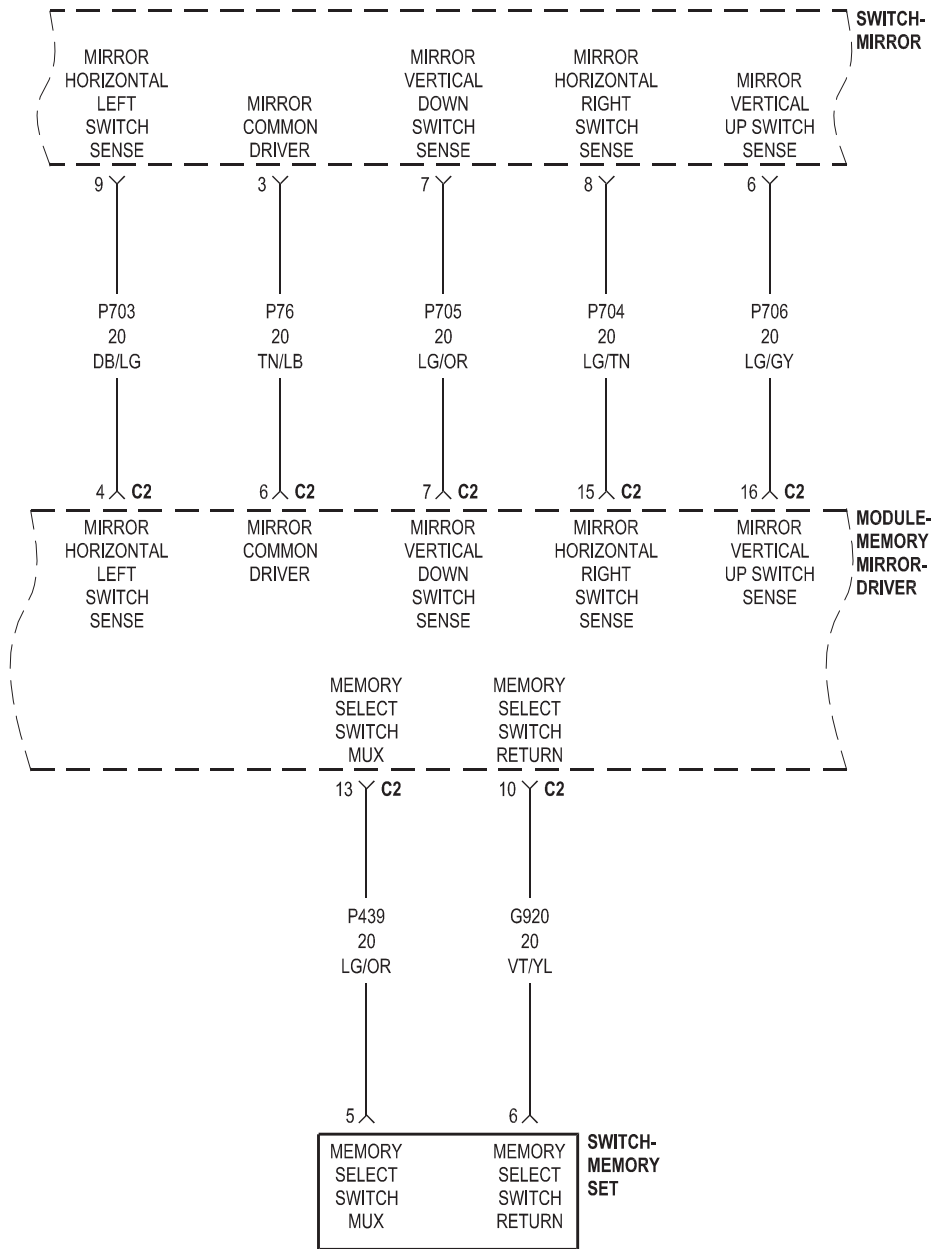 SWITCH-
MIRROR
MIRROR
HORIZONTAL
LEFT
SWITCH
SENSE
MIRROR
COMMON
DRIVER
MIRROR
VERTICAL
DOWN
SWITCH
SENSE
MIRROR
HORIZONTAL
RIGHT
SWITCH
SENSE
MIRROR
VERTICAL
UP SWITCH
SENSE
9
3
7
8
6
P703
20
DB/LG
P76
20
TN/LB
P705
20
LG/OR
P704
20
LG/TN
P706
20
LG/GY
4 C2
6 C2
7 C2
15 C2
16 C2
MODULE-
MEMORY
MIRROR-
DRIVER
MIRROR
HORIZONTAL
LEFT
SWITCH
SENSE
MIRROR
COMMON
DRIVER
MIRROR
VERTICAL
DOWN
SWITCH
SENSE
MIRROR
HORIZONTAL
RIGHT
SWITCH
SENSE
MIRROR
VERTICAL
UP SWITCH
SENSE
MEMORY
SELECT
SWITCH
MUX
MEMORY
SELECT
SWITCH
RETURN
13 C2
10 C2
P439
20
LG/OR
G920
20
VT/YL
5
6
SWITCH-
MEMORY
SET
MEMORY
SELECT
SWITCH
MUX
MEMORY
SELECT
SWITCH
RETURN